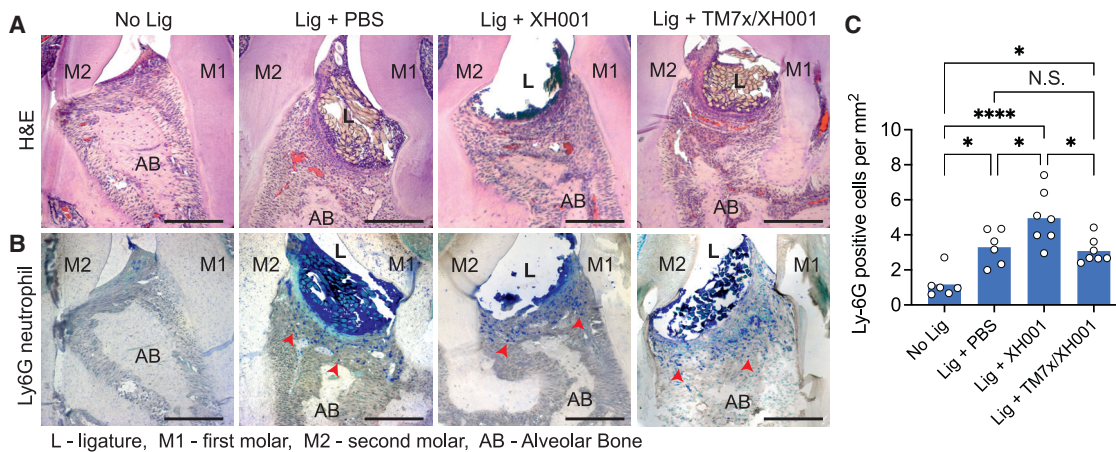 A
No Lig
Lig + PBS
Lig + XH001
Lig + TM7x/XH001
H&E
M2
M1
AB
M2
M1
L
AB
M2
M1
L
AB
M2
M1
L
AB
B
Ly6G neutrophil
M2
M1
AB
M2
M1
L
AB
M2
M1
L
AB
M2
M1
L
AB
L - ligature, M1 - first molar, M2 - second molar, AB - Alveolar Bone
C
*
N.S.
****
* * *
Ly-6G positive cells per mm²
10
8
6
4
2
0
No Lig
Lig + PBS
Lig + XH001
Lig + TM7x/XH001